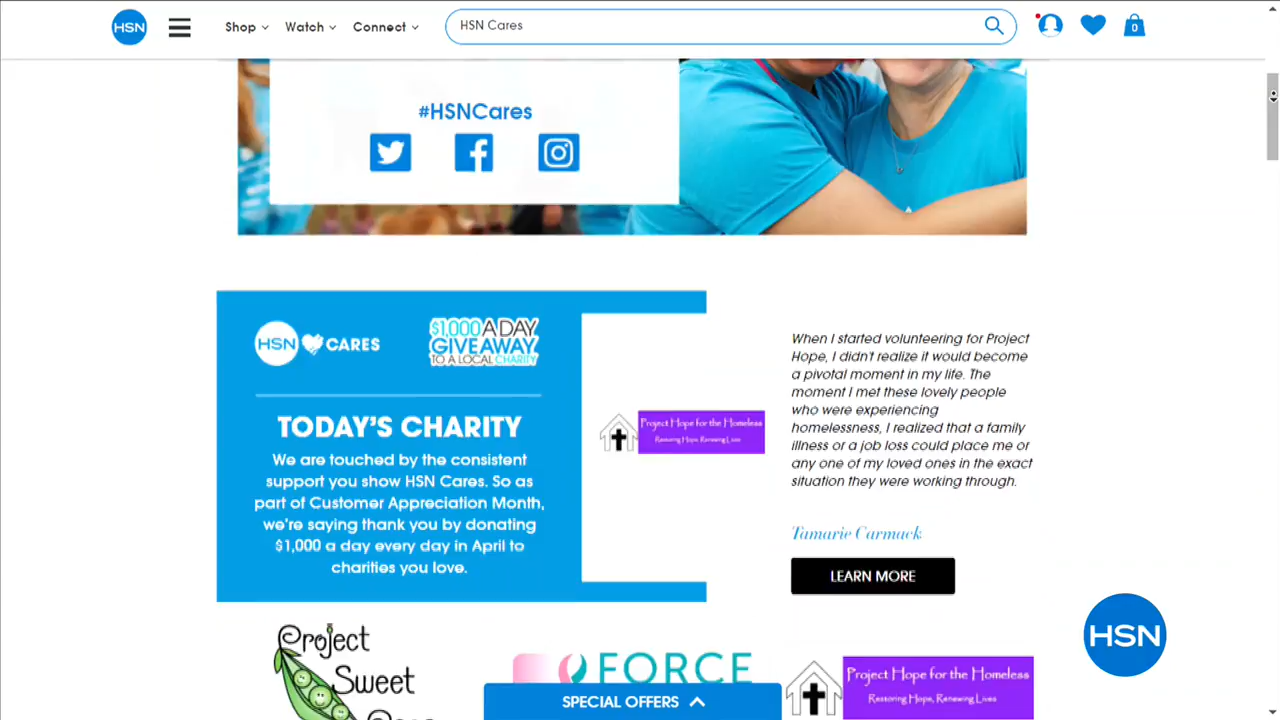 HSN
Shop
Watch
Connect
HSN Cares
0
#HSNCares
HSN CARES
$1,000 A DAY
GIVEAWAY
TO A LOCAL CHARITY
TODAY'S CHARITY
We are touched by the consistent
support you show HSN Cares. So as
part of Customer Appreciation Month,
we're saying thank you by donating
$1,000 a day every day in April to
charities you love.
Project Hope for the Homeless
Restoring Hope, Renewing Lives
When I started volunteering for Project
Hope, I didn't realize it would become
a pivotal moment in my life. The
moment I met these lovely people
who were experiencing
homelessness, I realized that a family
illness or a job loss could place me or
any one of my loved ones in the exact
situation they were working through.
Tamarie Carmack
LEARN MORE
HSN
Project
Sweet
FORCE
Project Hope for the Homeless
Restoring Hope, Renewing Lives
SPECIAL OFFERS